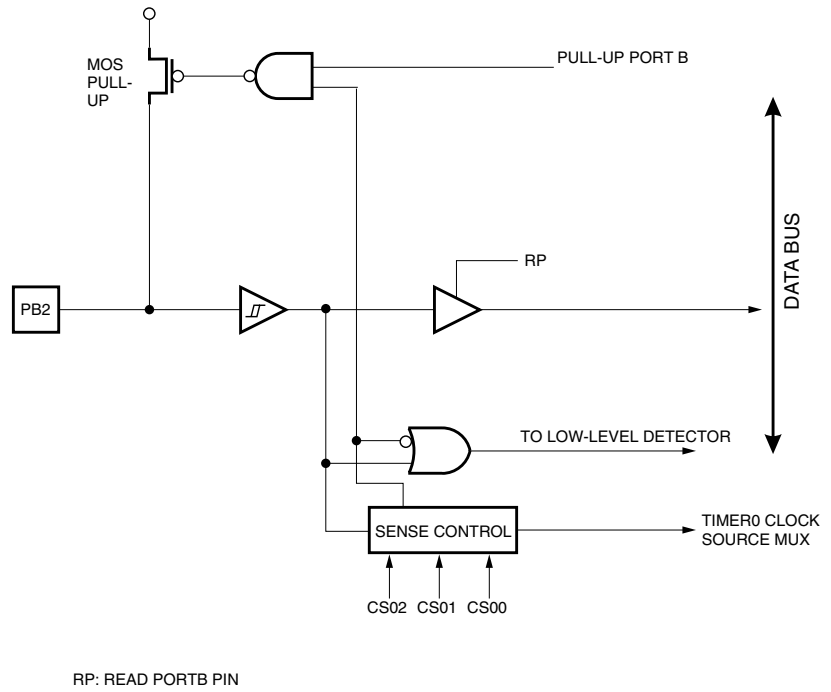 MOS
PULL-
UP
PULL-UP PORT B
RP
DATA BUS
PB2
TO LOW-LEVEL DETECTOR
SENSE CONTROL
TIMER0 CLOCK
SOURCE MUX
CS02 CS01 CS00
RP: READ PORTB PIN